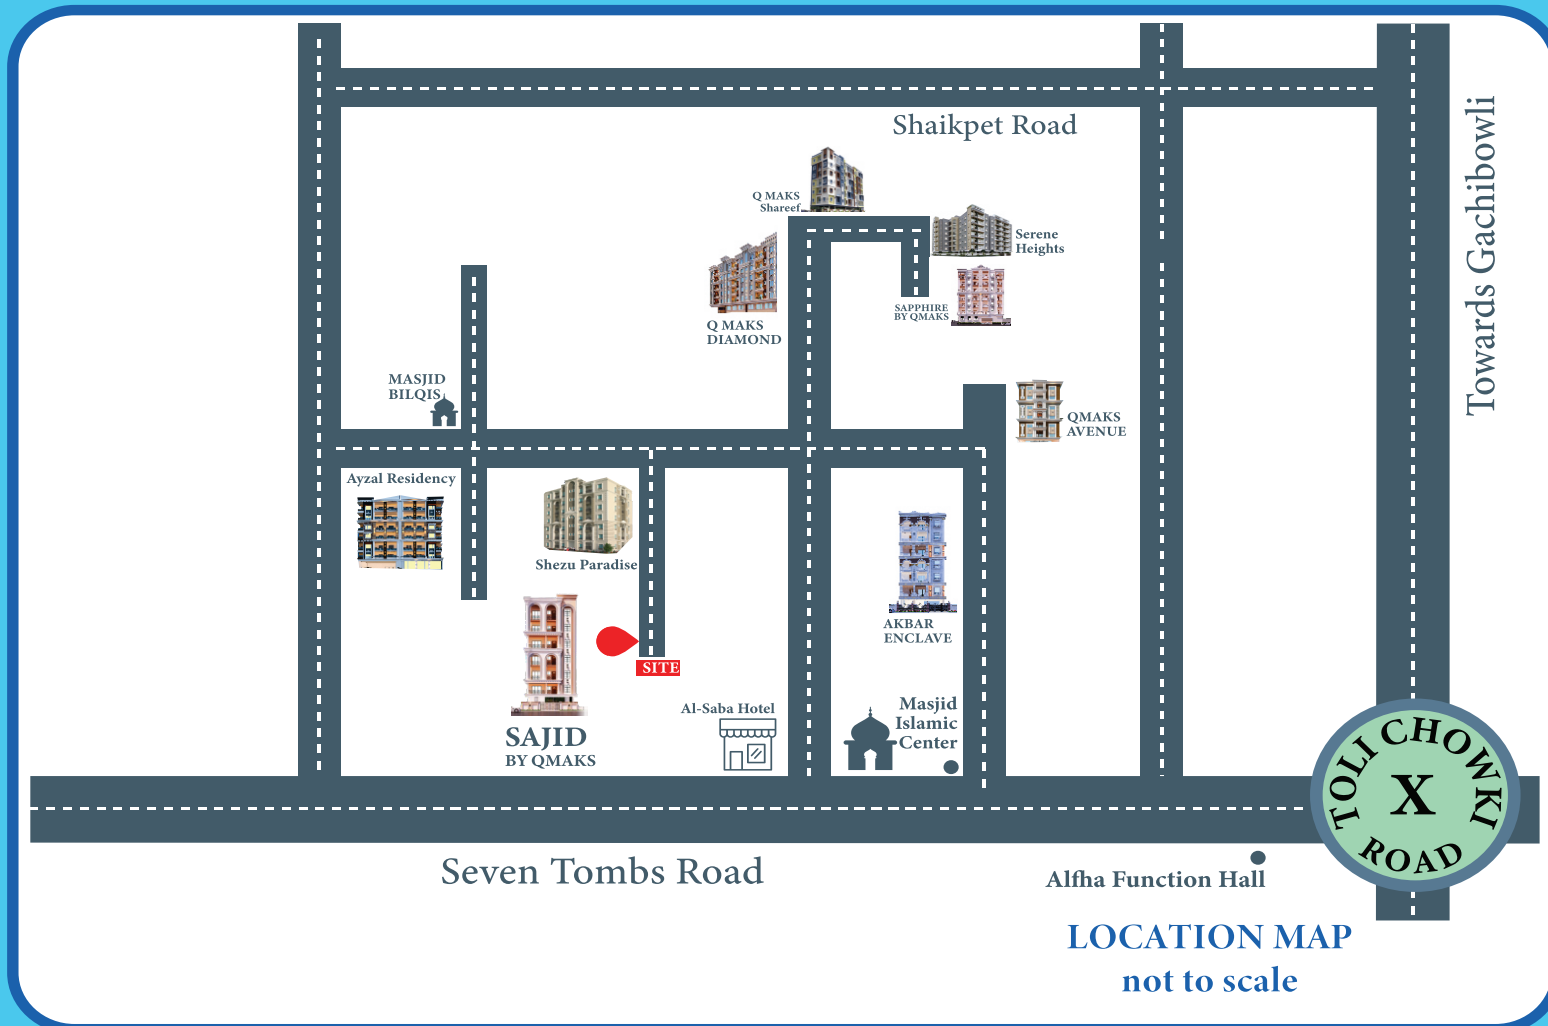 Shaikpet Road
Towards Gachibowli
Q MAKS
Shareef
Serene
Heights
Q MAKS
DIAMOND
SAPPHIRE
BY QMAKS
MASJID
BILQIS
QMAKS
AVENUE
Ayzal Residency
Shezu Paradise
AKBAR
ENCLAVE
SITE
SAJID
BY QMAKS
Al-Saba Hotel
Masjid
Islamic
Center
TOLI CHOWKI
X
ROAD
Seven Tombs Road
Alfha Function Hall
LOCATION MAP
not to scale